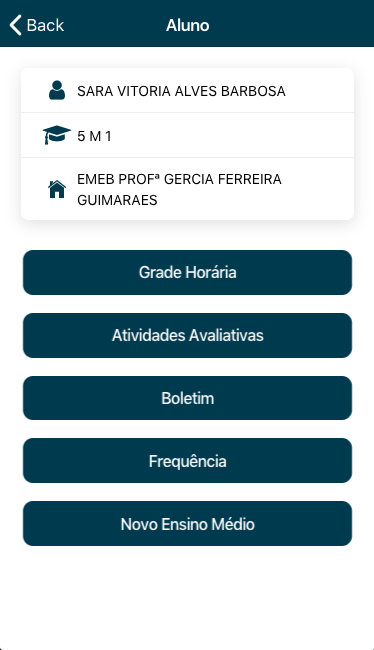 Back
Aluno
SARA VITORIA ALVES BARBOSA
5 M 1
EMEB PROFª GERCIA FERREIRA
GUIMARAES
Grade Horária
Atividades Avaliativas
Boletim
Frequência
Novo Ensino Médio